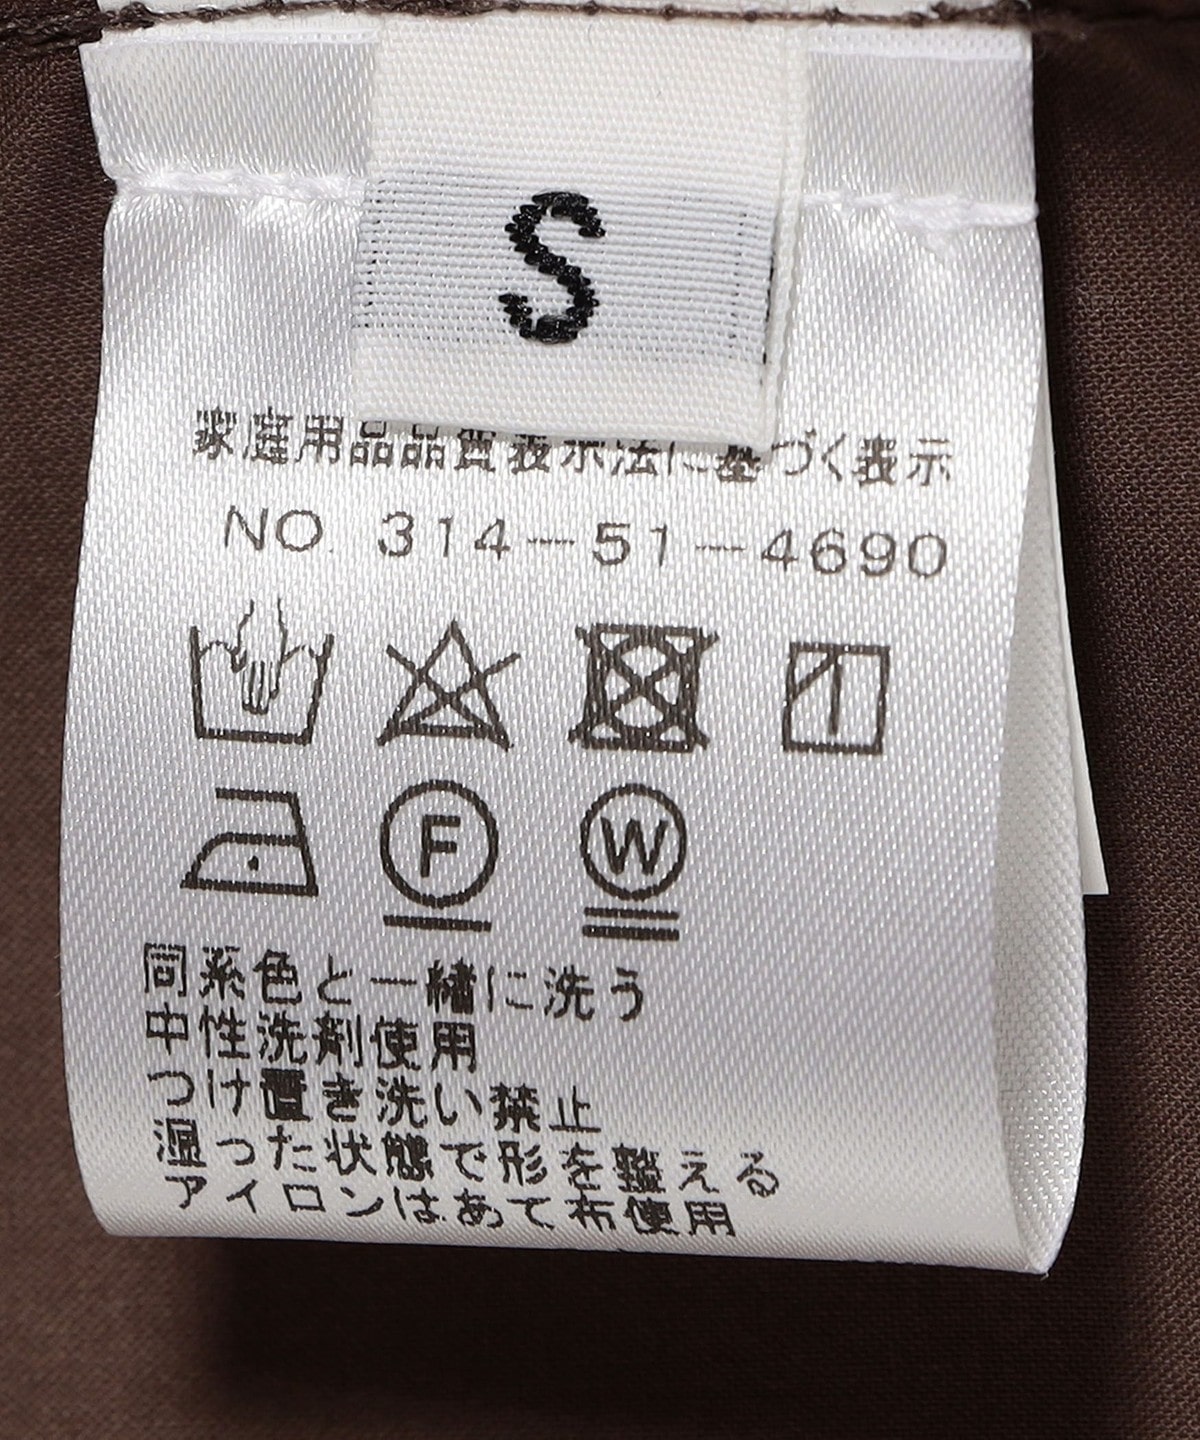 S
家庭用品品質表示法に基づく表示
NO. 314-51-4690
F
W
同系色と一緒に洗う
中性洗剤使用
つけ置き洗い禁止
湿った状態で形を整える
アイロンはあて布使用